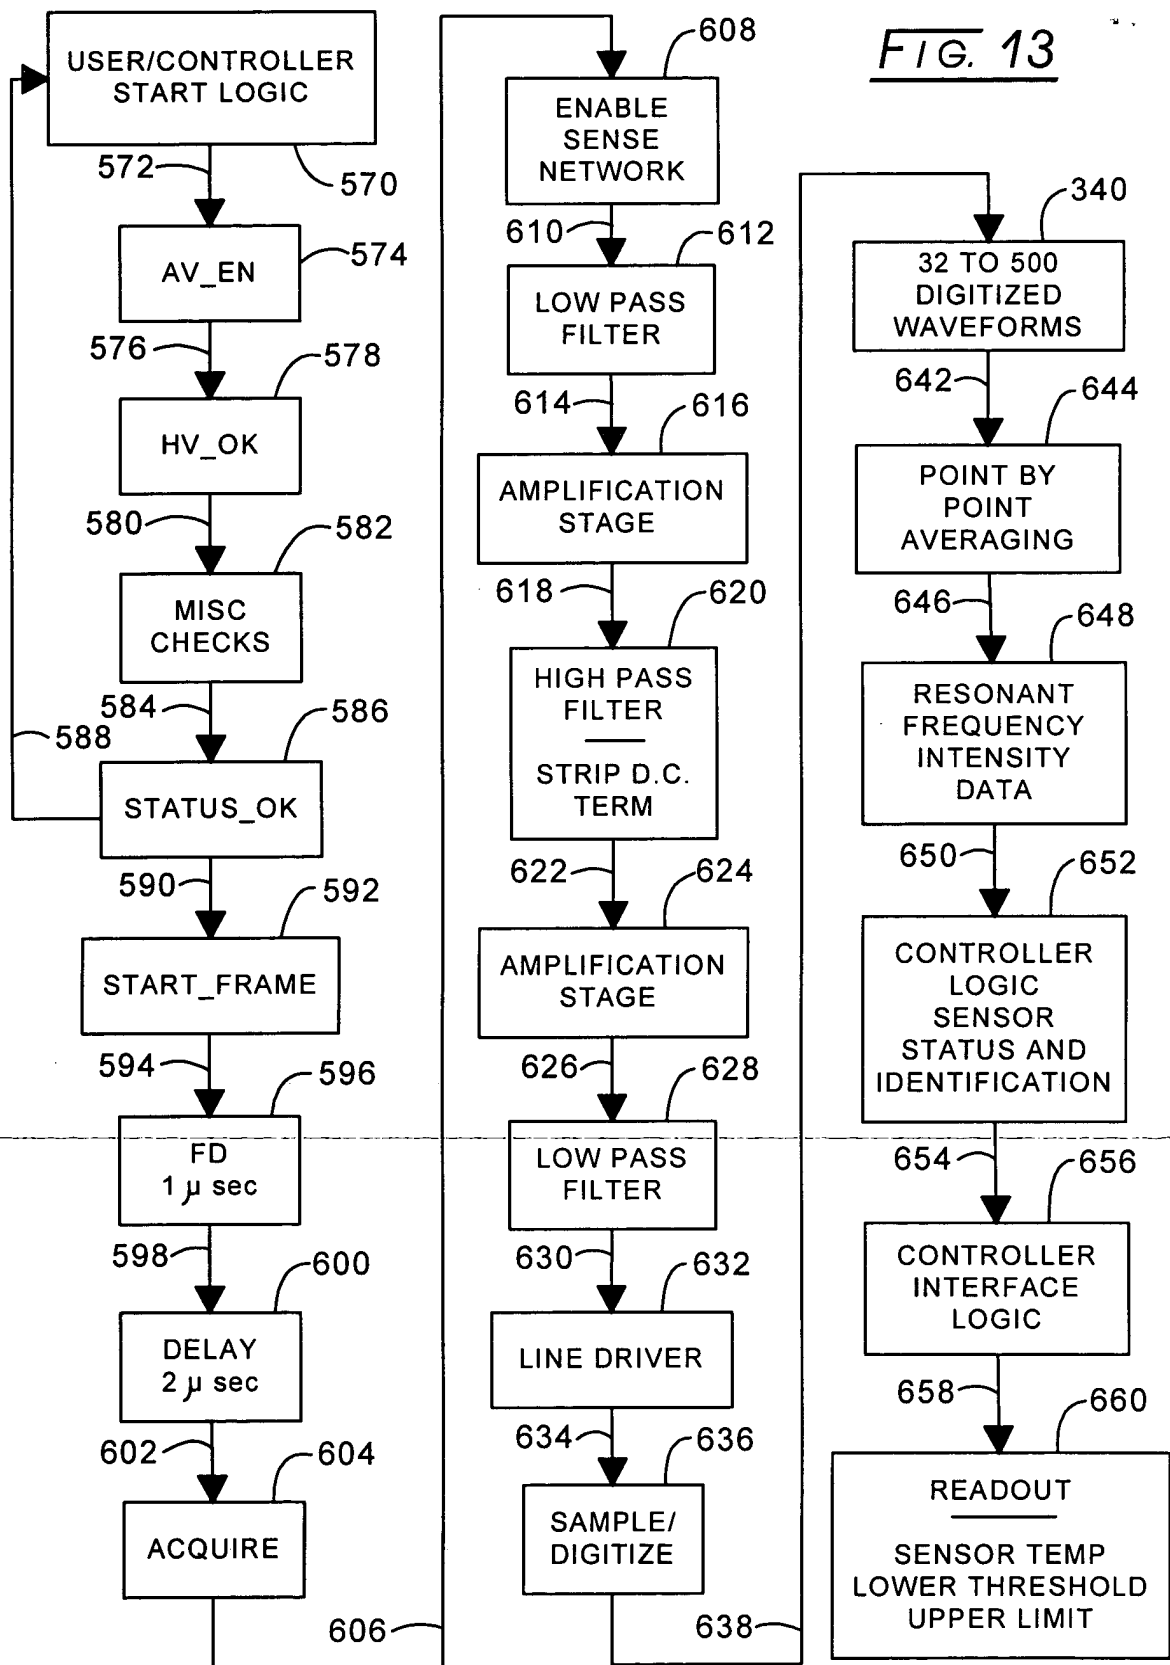 FIG. 13
USER/CONTROLLER
START LOGIC
570
572
AV_EN
574
576
HV_OK
578
580
MISC
CHECKS
582
584
STATUS_OK
586
588
590
START_FRAME
592
594
FD
1 µ sec
596
598
DELAY
2 µ sec
600
602
ACQUIRE
604
606
ENABLE
SENSE
NETWORK
608
610
LOW PASS
FILTER
612
614
AMPLIFICATION
STAGE
616
618
HIGH PASS
FILTER
STRIP D.C.
TERM
620
622
AMPLIFICATION
STAGE
624
626
LOW PASS
FILTER
628
630
LINE DRIVER
632
634
SAMPLE/
DIGITIZE
636
638
32 TO 500
DIGITIZED
WAVEFORMS
340
642
POINT BY
POINT
AVERAGING
644
646
RESONANT
FREQUENCY
INTENSITY
DATA
648
650
CONTROLLER
LOGIC
SENSOR
STATUS AND
IDENTIFICATION
652
654
CONTROLLER
INTERFACE
LOGIC
656
658
READOUT
SENSOR TEMP
LOWER THRESHOLD
UPPER LIMIT
660